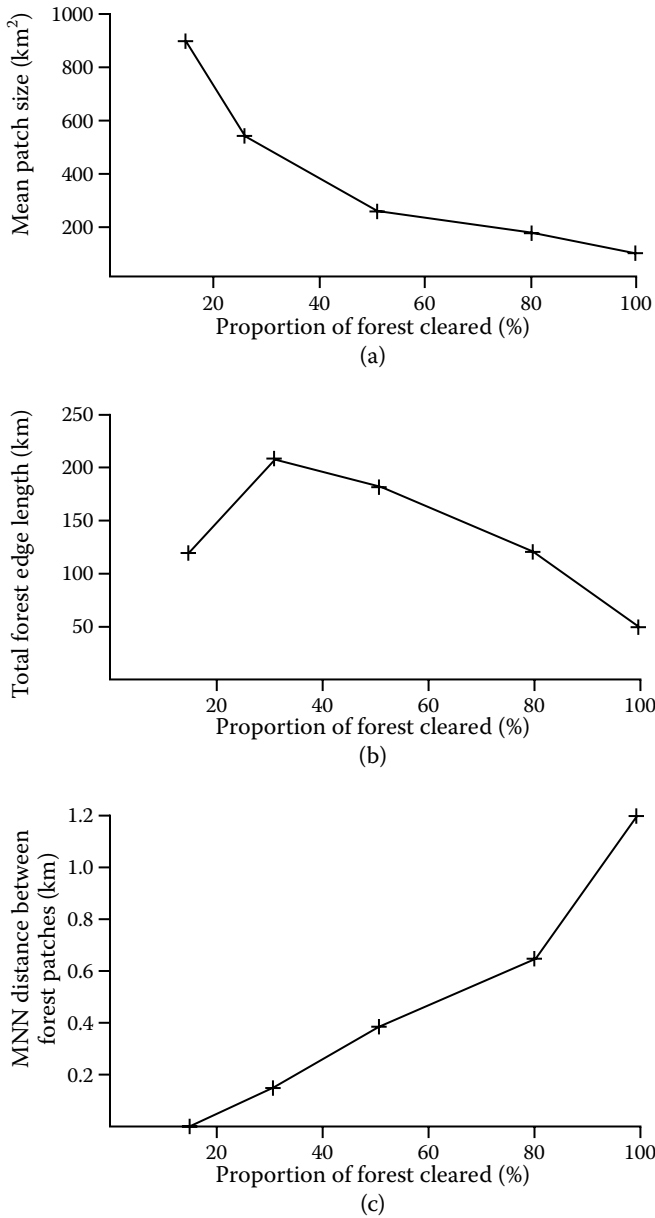 Mean patch size (km²)
1000
800
600
400
200
20 40 60 80 100
Proportion of forest cleared (%)
(a)
Total forest edge length (km)
250
200
150
100
50
20 40 60 80 100
Proportion of forest cleared (%)
(b)
MNN distance between
forest patches (km)
1.2
1.0
0.8
0.6
0.4
0.2
20 40 60 80 100
Proportion of forest cleared (%)
(c)